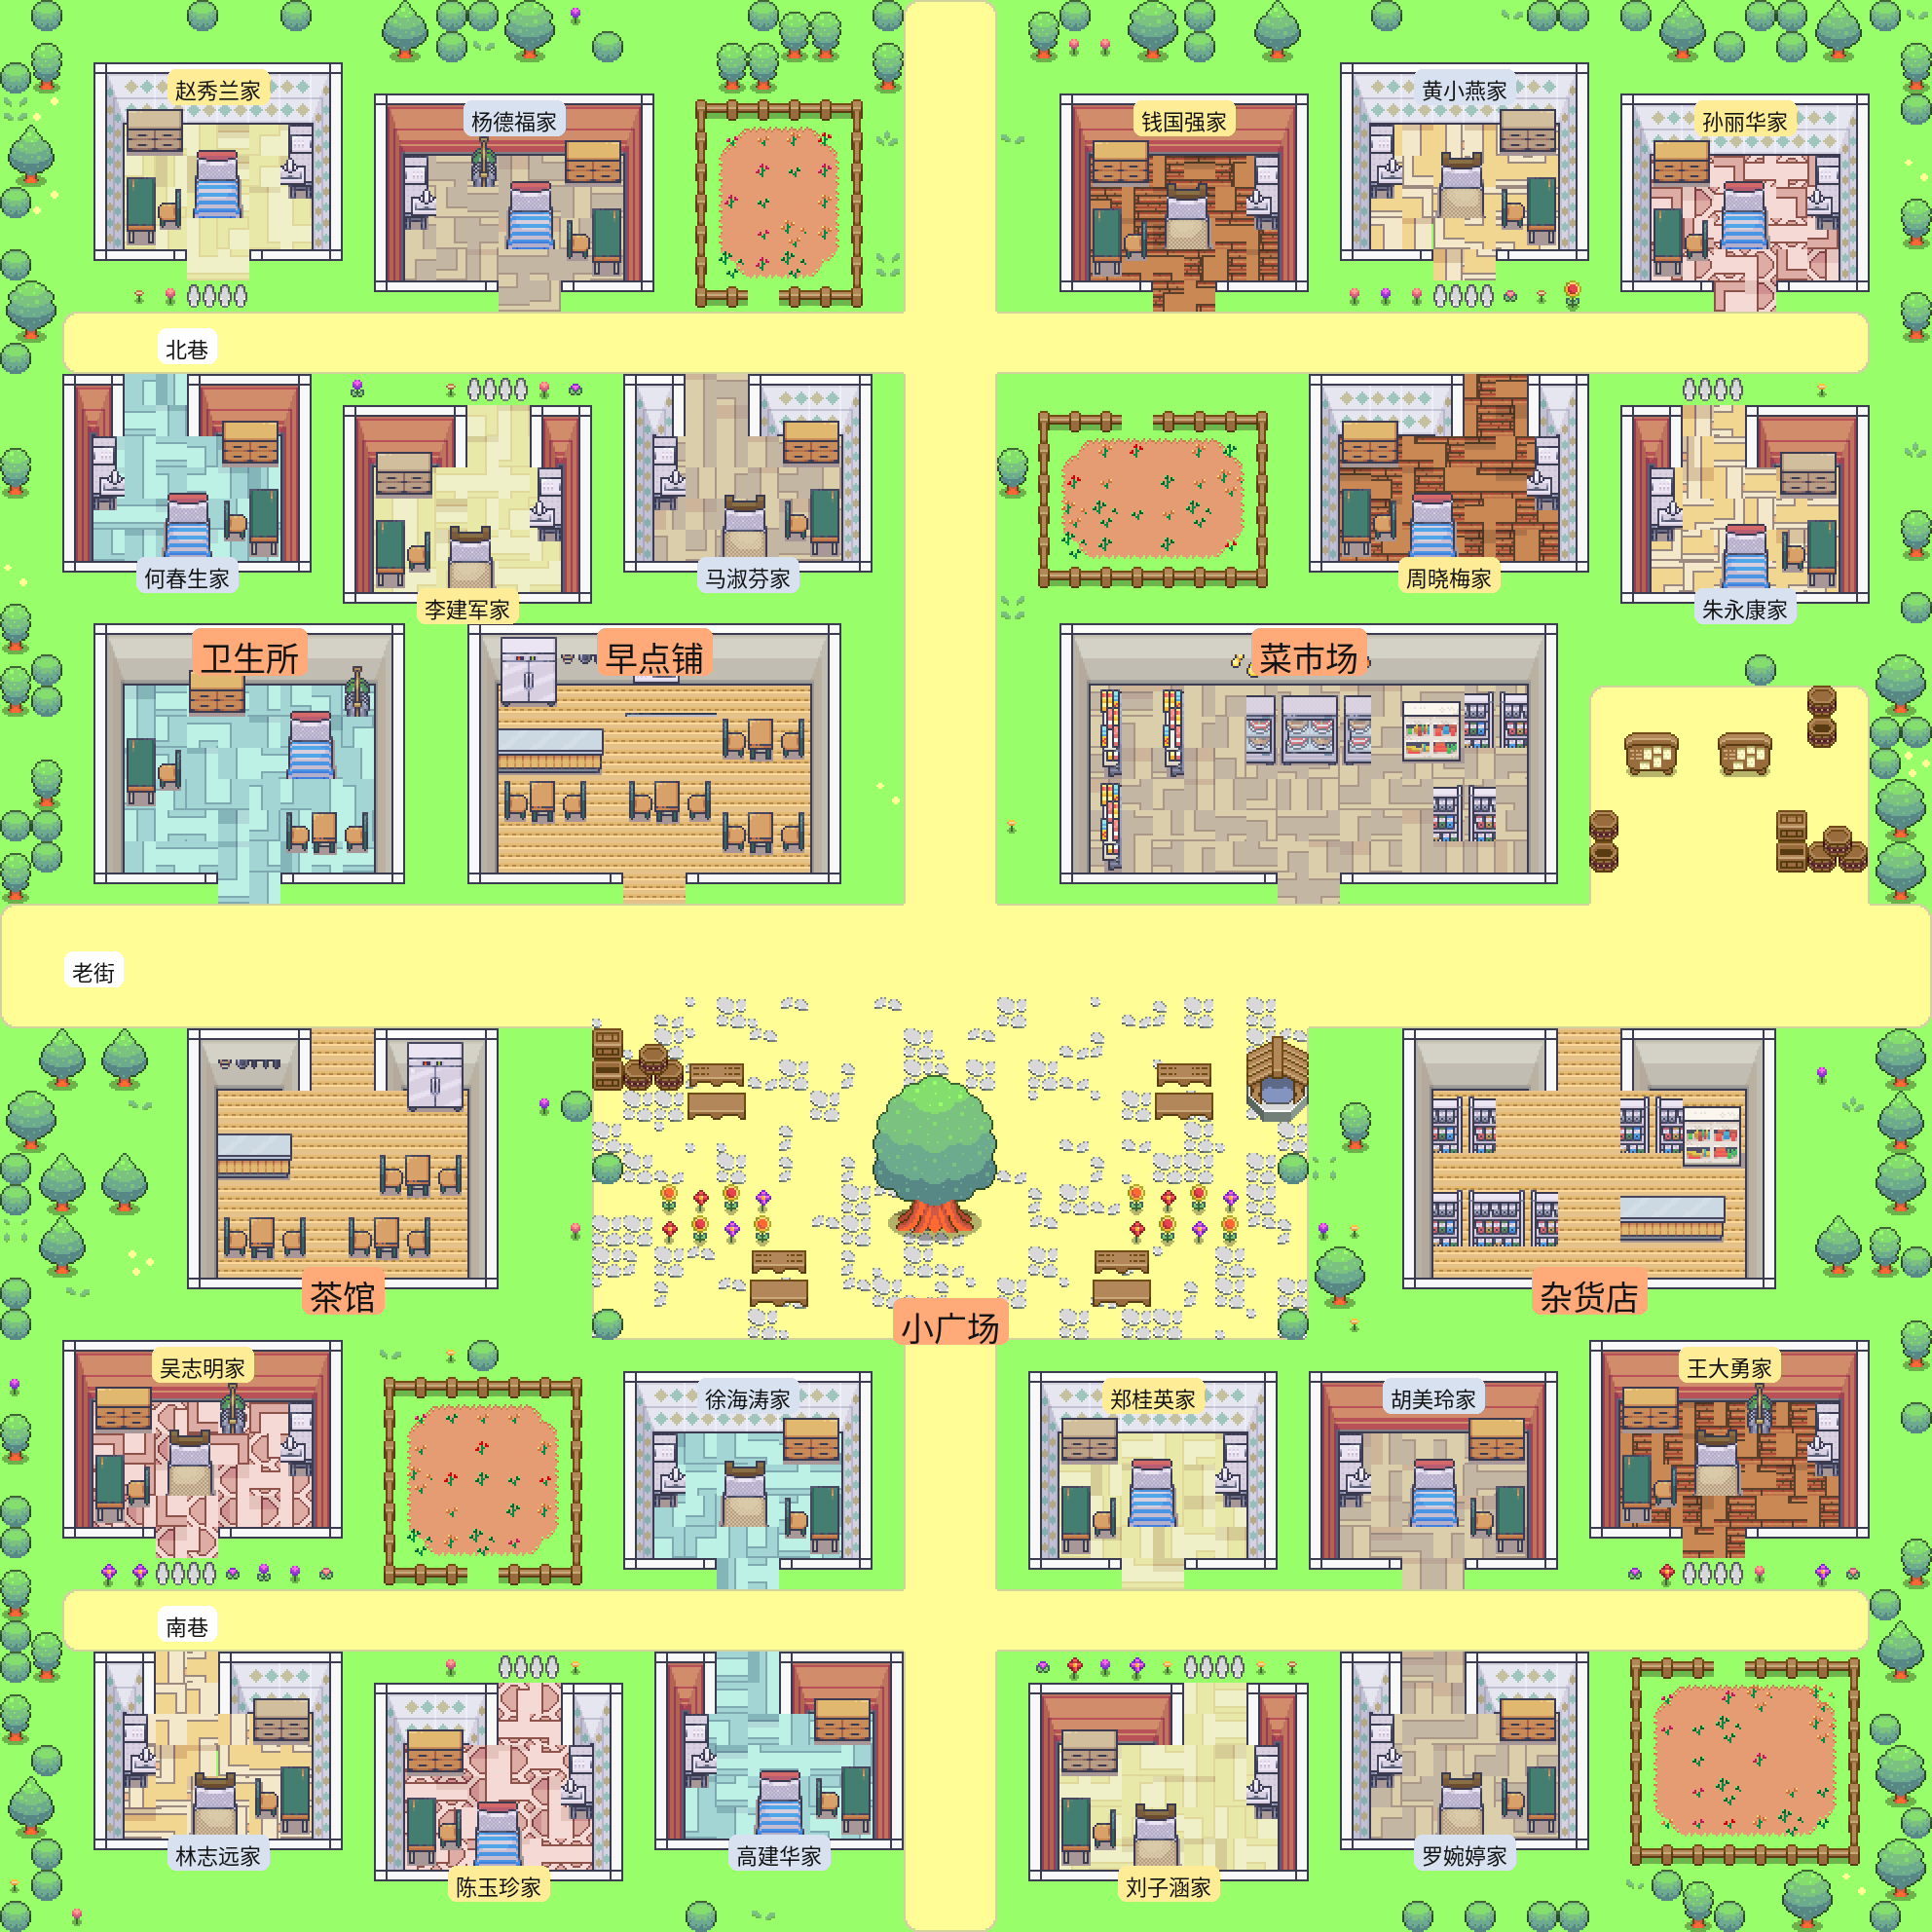 赵秀兰家
杨德福家
钱国强家
黄小燕家
孙丽华家
北巷
何春生家
李建军家
马淑芬家
周晓梅家
朱永康家
卫生所
早点铺
菜市场
老街
茶馆
小广场
杂货店
吴志明家
徐海涛家
郑桂英家
胡美玲家
王大勇家
南巷
林志远家
陈玉珍家
高建华家
刘子涵家
罗婉婷家